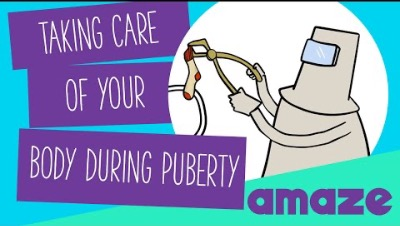 TAKING CARE
OF YOUR
BODY DURING PUBERTY
amaze